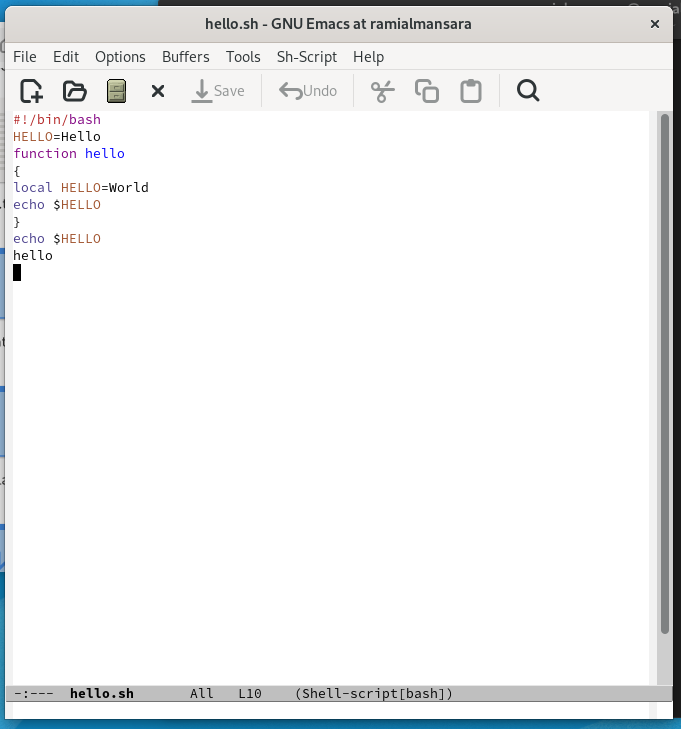 hello.sh - GNU Emacs at ramialmansara ×
File Edit Options Buffers Tools Sh-Script Help
Save Undo
#!/bin/bash
HELLO=Hello
function hello
{
local HELLO=World
echo $HELLO
}
echo $HELLO
hello
-:--- hello.sh All L10 (Shell-script[bash])